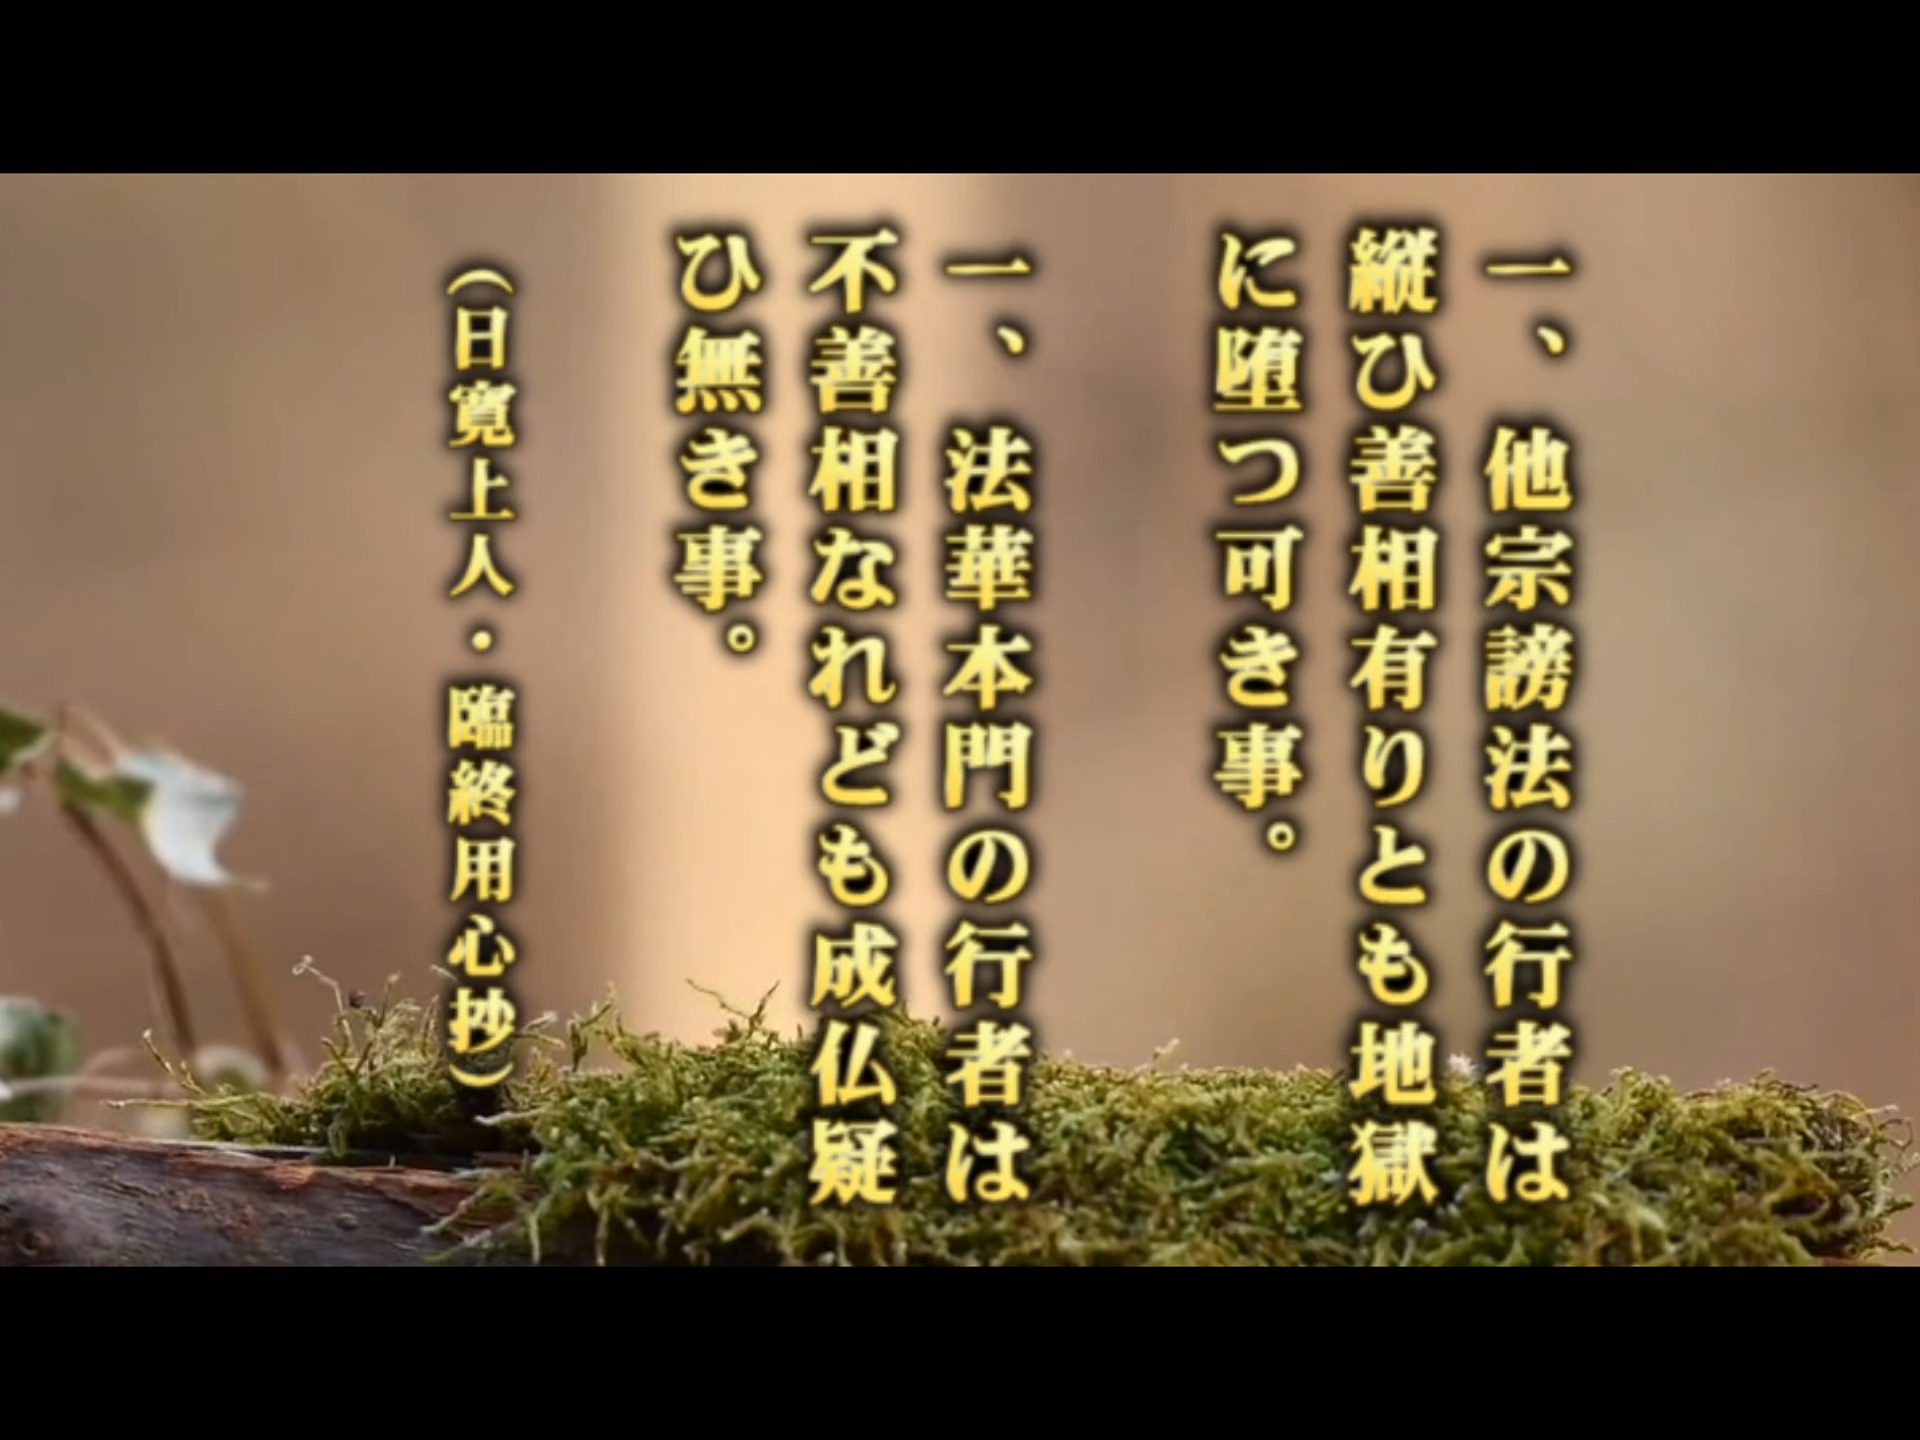 一、他宗謗法の行者は
縦ひ善相有りとも地獄
に堕つ可き事。
一、法華本門の行者は
不善相なれども成仏疑
ひ無き事。
（日寛上人・臨終用心抄）